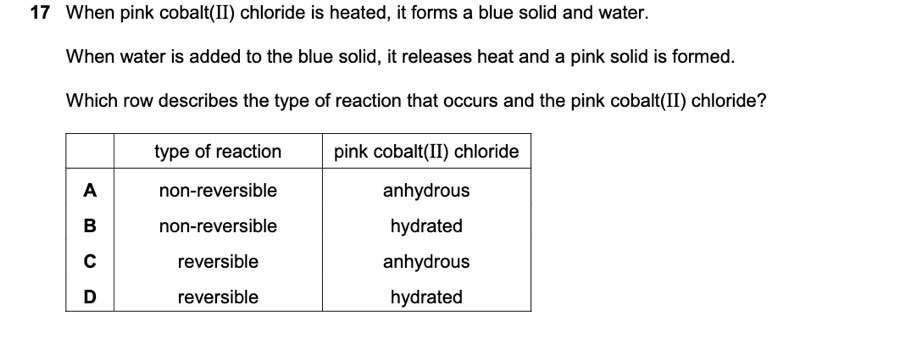 17 When pink cobalt(II) chloride is heated, it forms a blue solid and water.
When water is added to the blue solid, it releases heat and a pink solid is formed.
Which row describes the type of reaction that occurs and the pink cobalt(II) chloride?
type of reaction pink cobalt(II) chloride
A non-reversible anhydrous
B non-reversible hydrated
C reversible anhydrous
D reversible hydrated